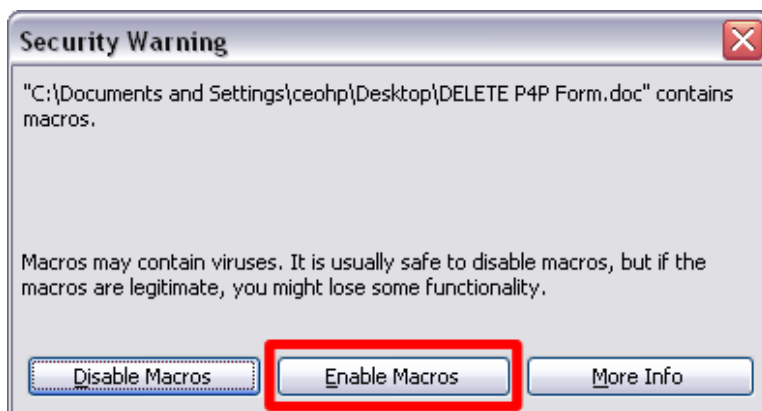 Security Warning
"C:\Documents and Settings\ceohp\Desktop\DELETE P4P Form.doc" contains
macros.
Macros may contain viruses. It is usually safe to disable macros, but if the
macros are legitimate, you might lose some functionality.
Disable Macros Enable Macros More Info